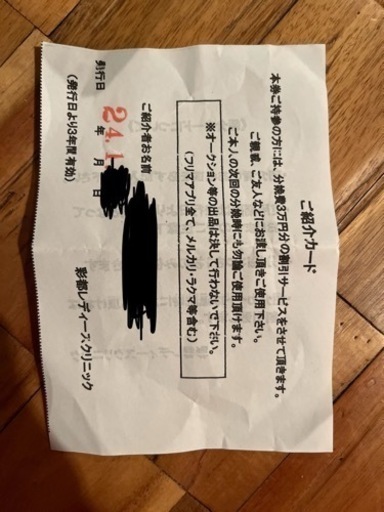 ご紹介カード
本券ご持参の方には、分娩費3万円分の割引サービスをさせて頂きます。
ご親戚、ご友人などにお渡し頂きご使用下さい。
ご本人の次回の分娩時にも勿論ご使用頂けます。
※オークション等の出品は決して行わないで下さい。
(フリマアプリ全て、メルカリ・ラクマ等含む)
ご紹介者お名前
発行日 24.1 年 月 日
(発行日より3年間有効)
彩都レディースクリニック